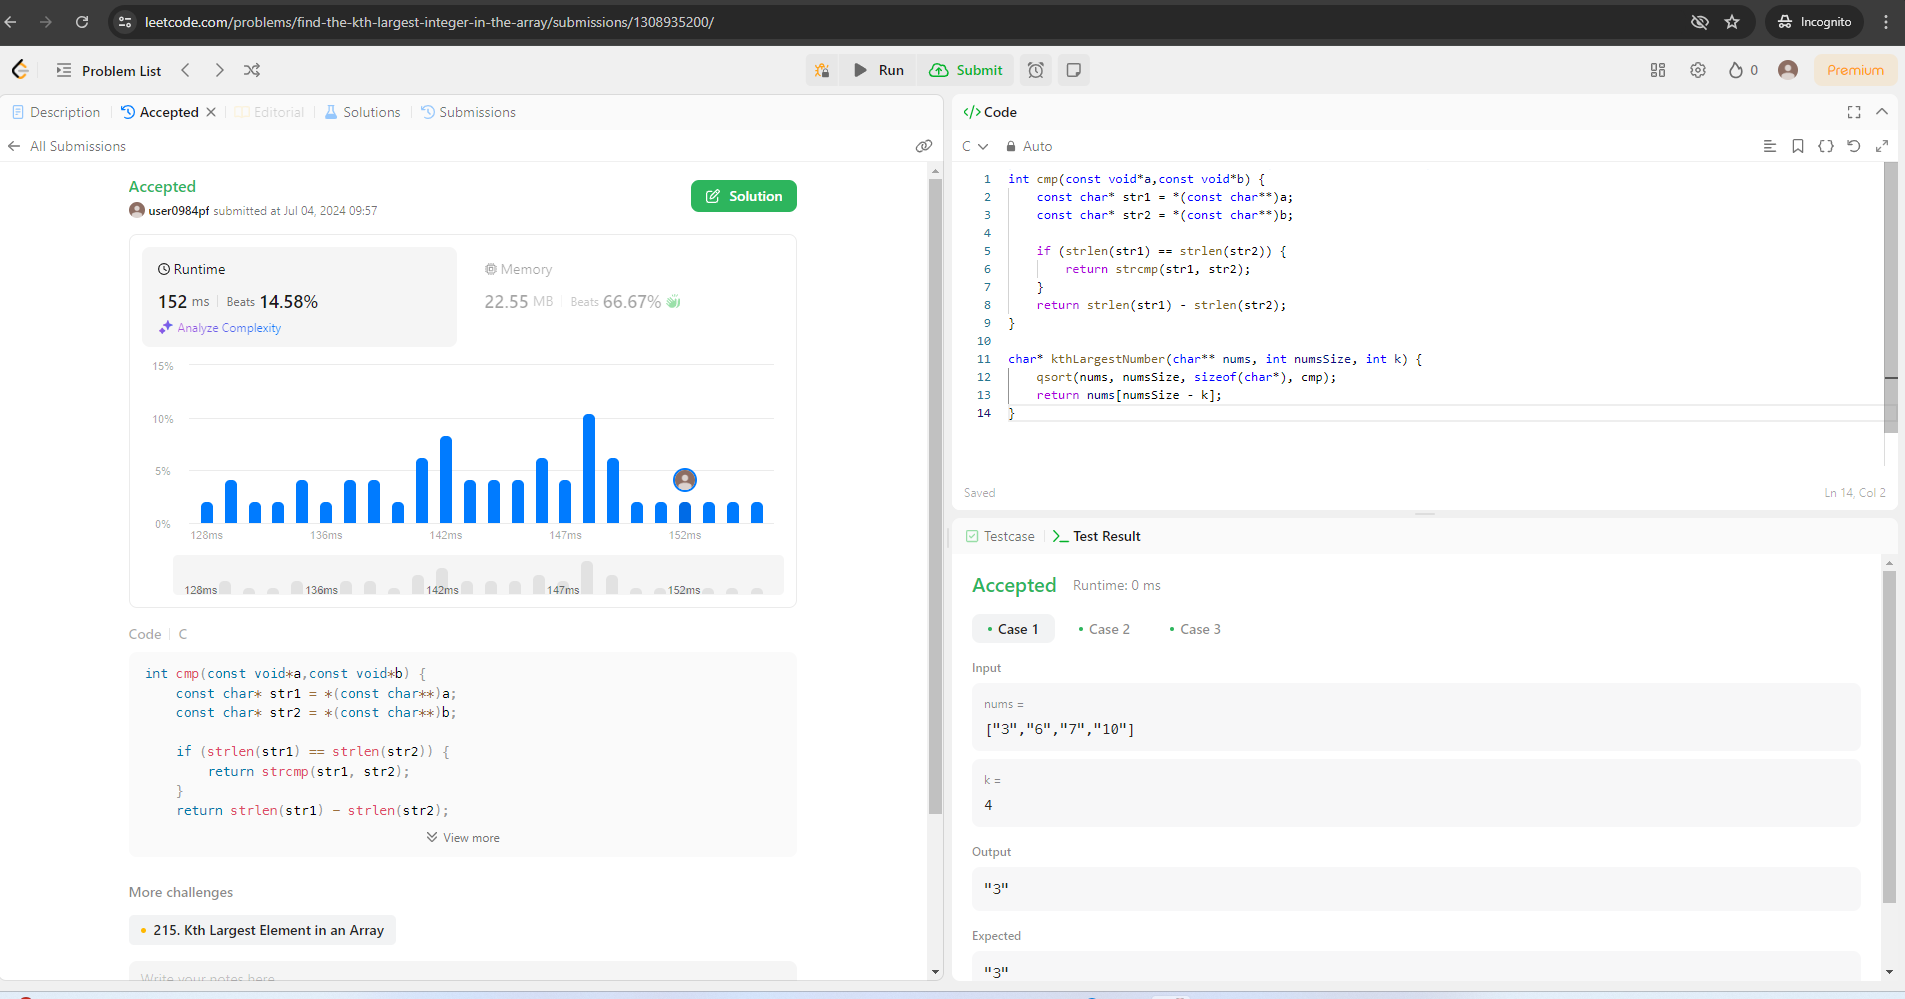 leetcode.com/problems/find-the-kth-largest-integer-in-the-array/submissions/1308935200/
Incognito
Problem List
Run
Submit
0
Premium
Description
Accepted
Editorial
Solutions
Submissions
All Submissions
Accepted
user0984pf submitted at Jul 04, 2024 09:57
Solution
Runtime
152 ms
Beats 14.58%
Analyze Complexity
Memory
22.55 MB
Beats 66.67%
15%
10%
5%
0%
128ms 136ms 142ms 147ms 152ms
128ms 136ms 142ms 147ms 152ms
Code
C
int cmp(const void*a,const void*b) {
const char* str1 = *(const char**)a;
const char* str2 = *(const char**)b;
if (strlen(str1) == strlen(str2)) {
return strcmp(str1, str2);
}
return strlen(str1) - strlen(str2);
View more
More challenges
215. Kth Largest Element in an Array
Write your notes here
</> Code
C
Auto
1 int cmp(const void*a,const void*b) {
2 const char* str1 = *(const char**)a;
3 const char* str2 = *(const char**)b;
4
5 if (strlen(str1) == strlen(str2)) {
6 return strcmp(str1, str2);
7 }
8 return strlen(str1) - strlen(str2);
9 }
10
11 char* kthLargestNumber(char** nums, int numsSize, int k) {
12 qsort(nums, numsSize, sizeof(char*), cmp);
13 return nums[numsSize - k];
14 }
Saved
Ln 14, Col 2
Testcase
Test Result
Accepted
Runtime: 0 ms
Case 1
Case 2
Case 3
Input
nums =
["3","6","7","10"]
k =
4
Output
"3"
Expected
"3"